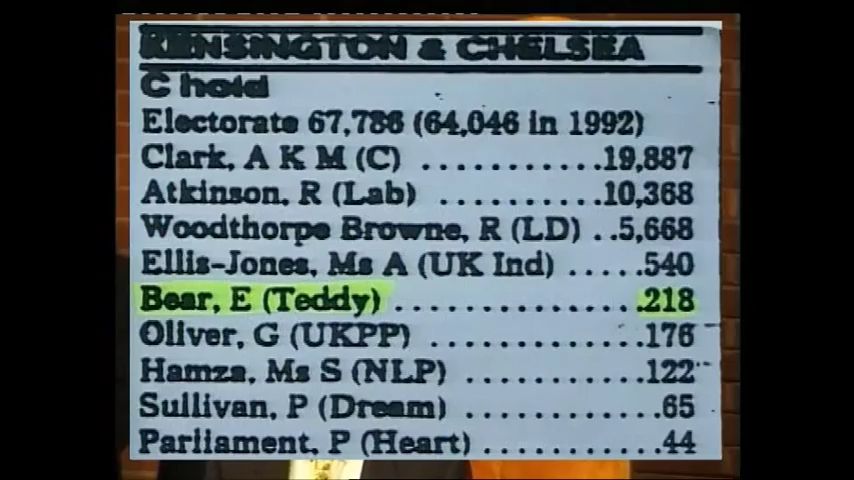 KENSINGTON & CHELSEA
C hold
Electorate 67,786 (64,046 in 1992)
Clark, A K M (C) ...........19,887
Atkinson, R (Lab) ..........10,368
Woodthorpe Browne, R (LD) ..5,668
Ellis-Jones, Ms A (UK Ind) .....540
Bear, E (Teddy) ................218
Oliver, G (UKPP) .............176
Hamza, Ms S (NLP) ...........122
Sullivan, P (Dream) ............65
Parliament, P (Heart) ...........44